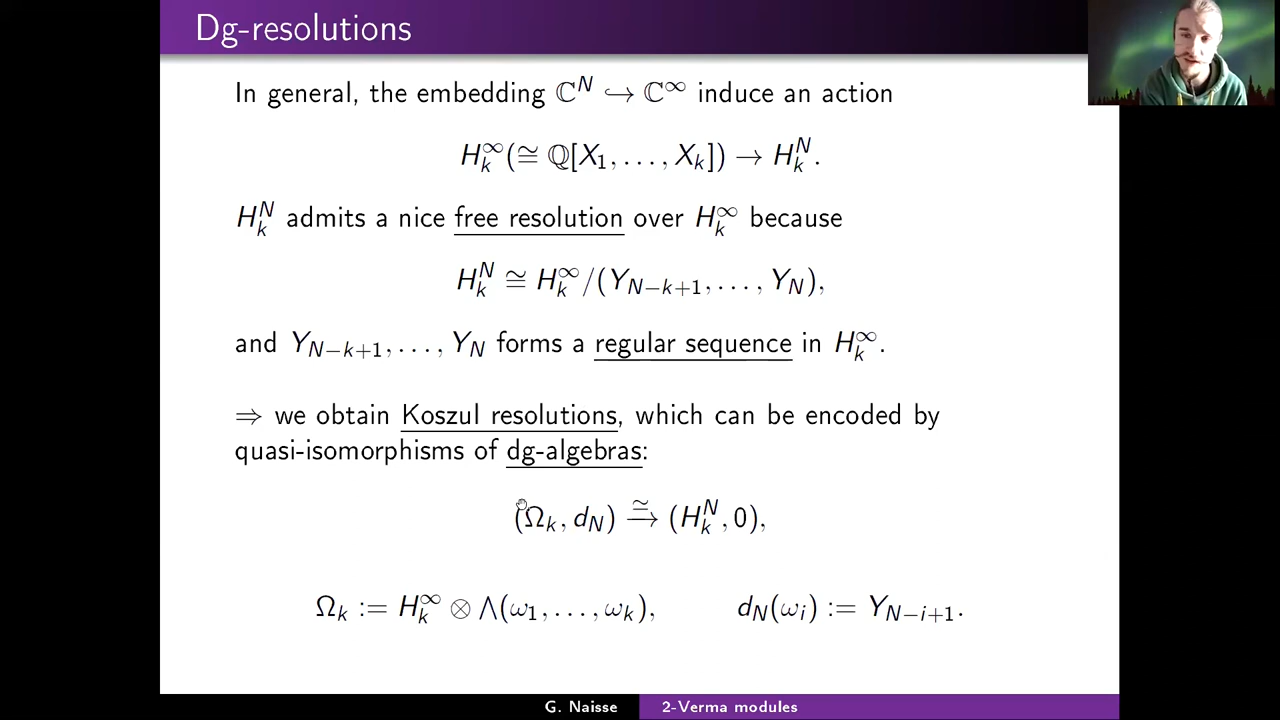 Dg-resolutions
In general, the embedding ℂ^N ↪ ℂ^∞ induce an action
H_k^∞(≅ ℚ[X_1, . . . , X_k]) → H_k^N.
H_k^N admits a nice free resolution over H_k^∞ because
H_k^N ≅ H_k^∞/(Y_{N−k+1}, . . . , Y_N),
and Y_{N−k+1}, . . . , Y_N forms a regular sequence in H_k^∞.
⇒ we obtain Koszul resolutions, which can be encoded by
quasi-isomorphisms of dg-algebras:
(Ω_k, d_N) ≃→ (H_k^N, 0),
Ω_k := H_k^∞ ⊗ ⋀(ω_1, . . . , ω_k), d_N(ω_i) := Y_{N−i+1}.
G. Naisse 2-Verma modules